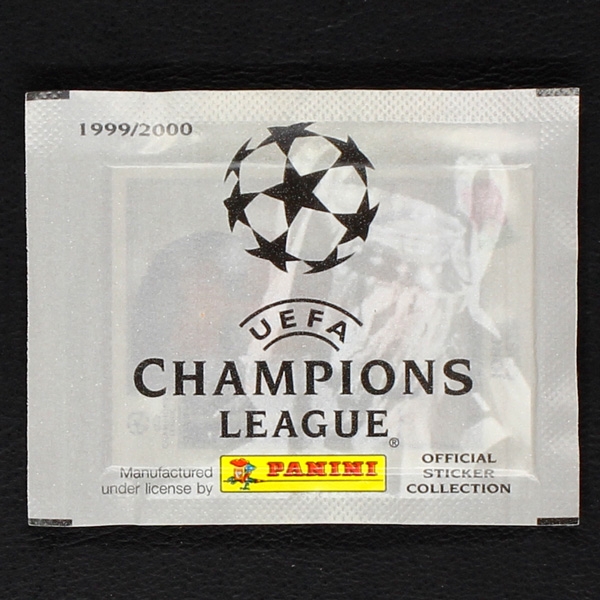 1999/2000
UEFA
CHAMPIONS
LEAGUE®
Manufactured
under license by
PANINI
OFFICIAL
STICKER
COLLECTION